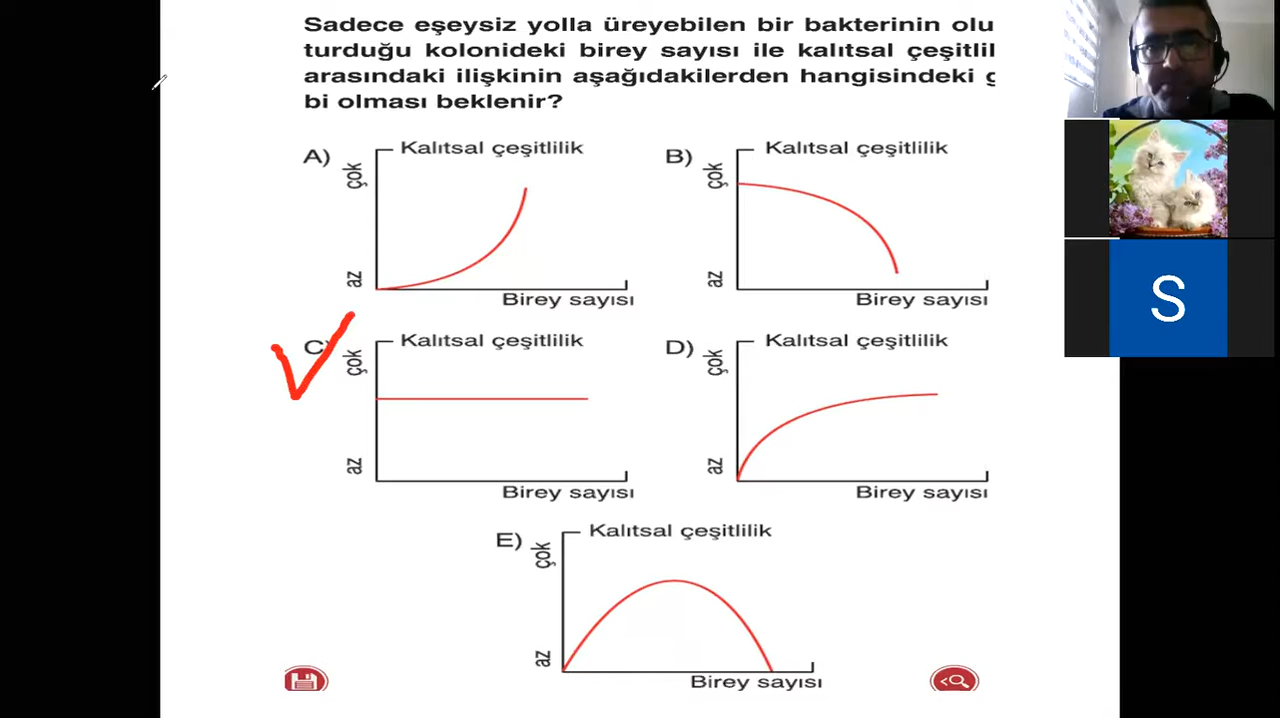 Sadece eşeysiz yolla üreyebilen bir bakterinin olu
turduğu kolonideki birey sayısı ile kalıtsal çeşitlil
arasındaki ilişkinin aşağıdakilerden hangisindeki g
bi olması beklenir?
A) Kalıtsal çeşitlilik
çok
az
Birey sayısı
B) Kalıtsal çeşitlilik
çok
az
Birey sayısı
C) Kalıtsal çeşitlilik
çok
az
Birey sayısı
D) Kalıtsal çeşitlilik
çok
az
Birey sayısı
E) Kalıtsal çeşitlilik
çok
az
Birey sayısı
S